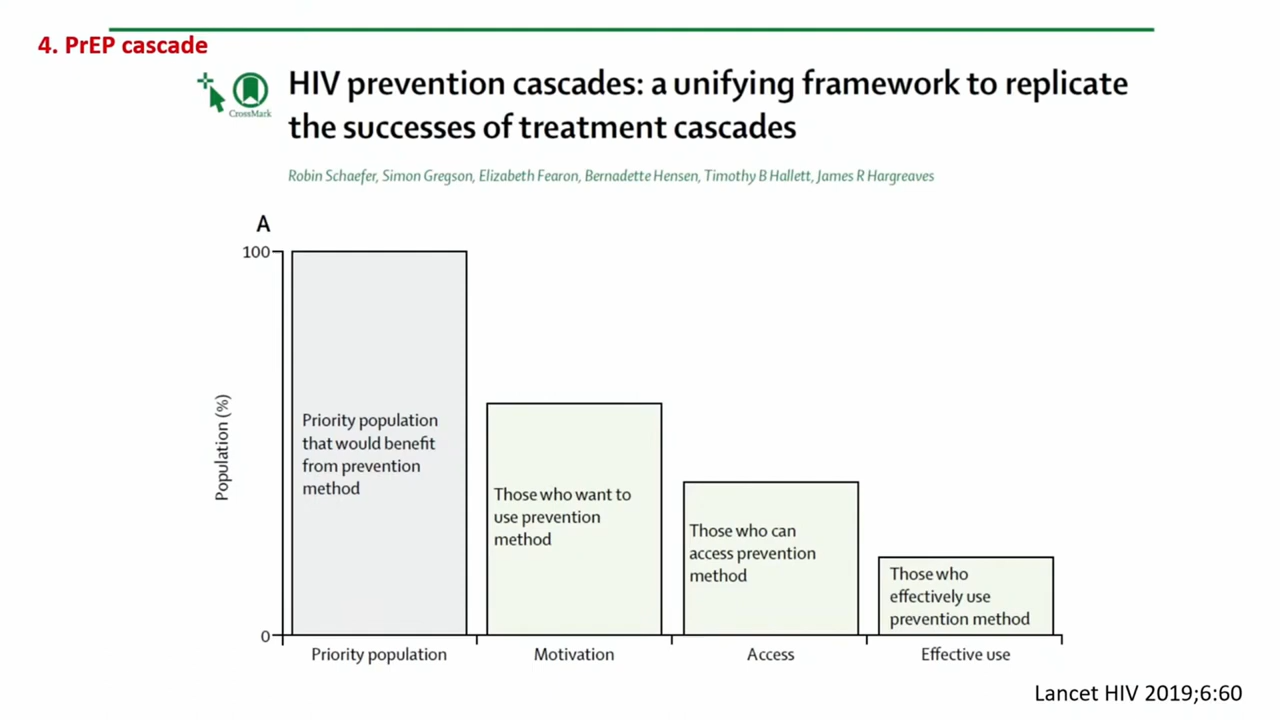 4. PrEP cascade
CrossMark
HIV prevention cascades: a unifying framework to replicate
the successes of treatment cascades
Robin Schaefer, Simon Gregson, Elizabeth Fearon, Bernadette Hensen, Timothy B Hallett, James R Hargreaves
A
100
0
Population (%)
Priority population
that would benefit
from prevention
method
Those who want to
use prevention
method
Those who can
access prevention
method
Those who
effectively use
prevention method
Priority population
Motivation
Access
Effective use
Lancet HIV 2019;6:60